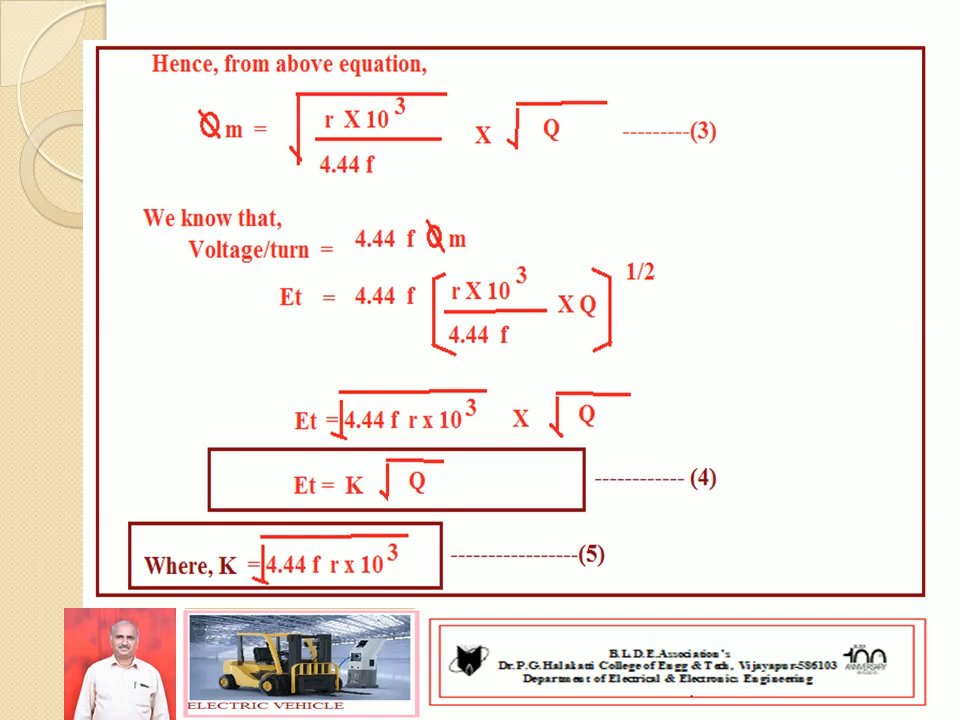 Hence, from above equation,
Øm = √(r X 10³ / 4.44 f) X √Q ---------(3)
We know that,
Voltage/turn = 4.44 f Øm
Et = 4.44 f [r X 10³ / 4.44 f X Q]^1/2
Et = √4.44 f r x 10³ X √Q
Et = K √Q ------------ (4)
Where, K = √4.44 f r x 10³ -----------------(5)
ELECTRIC VEHICLE
B.L.D.E.Association's
Dr.P.G.Halakatti College of Engg & Tech, Vijayapur-586103
Department of Electrical & Electronics Engineering
100
ANNIVERSARY